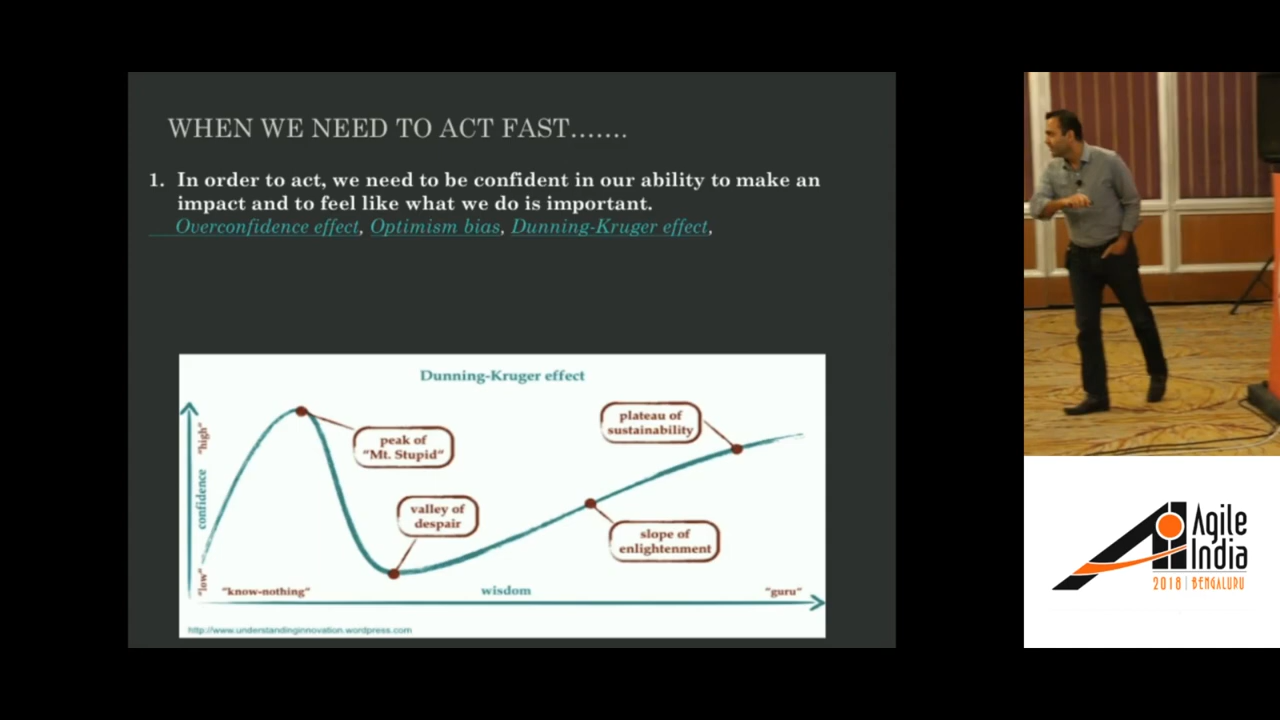 WHEN WE NEED TO ACT FAST.......
1. In order to act, we need to be confident in our ability to make an
impact and to feel like what we do is important.
Overconfidence effect, Optimism bias, Dunning-Kruger effect,
Dunning-Kruger effect
"high"
confidence
"low"
peak of
"Mt. Stupid"
valley of
despair
plateau of
sustainability
slope of
enlightenment
"know-nothing"
wisdom
"guru"
http://www.understandinginnovation.wordpress.com
Agile
India
2018 | BENGALURU